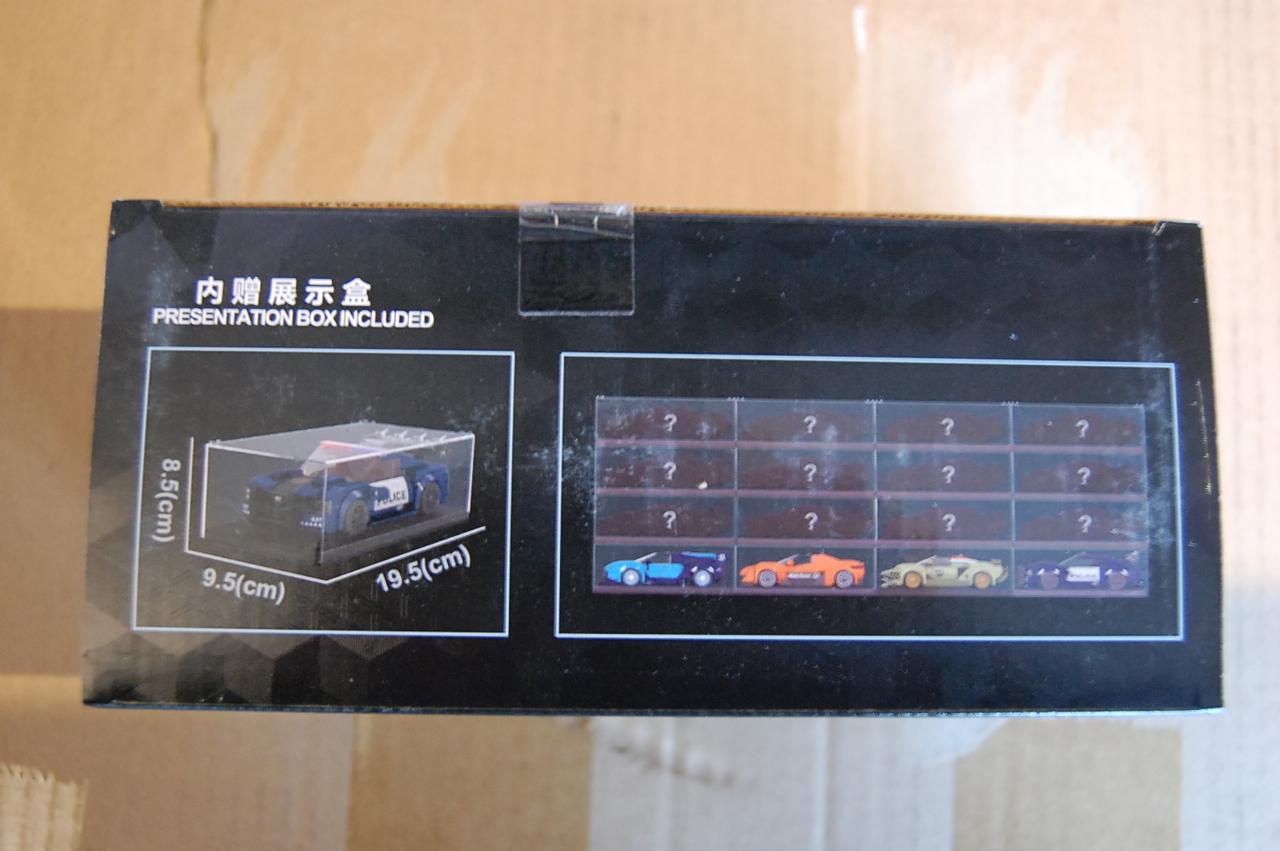 内赠展示盒
PRESENTATION BOX INCLUDED
8.5(cm)
POLICE
9.5(cm)
19.5(cm)
? ? ? ?
? ? ? ?
? ? ? ?